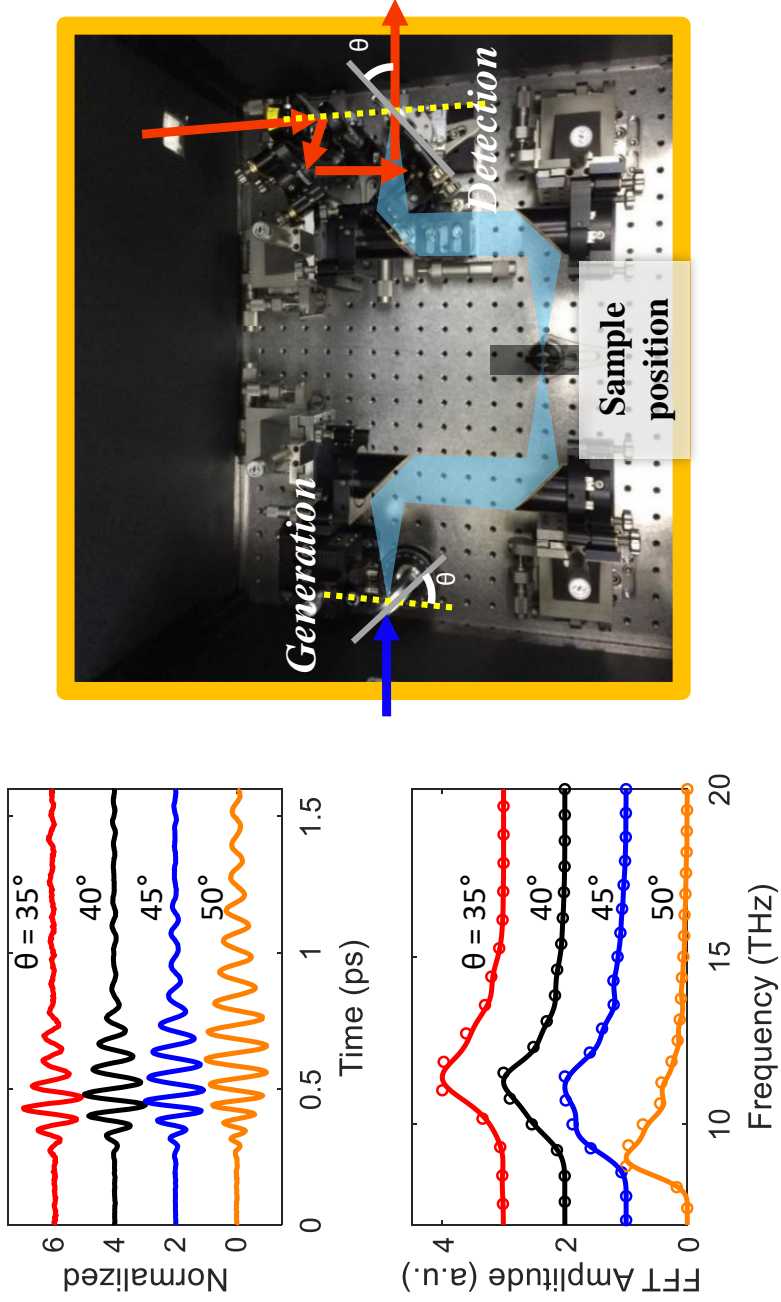 Normalized
6
4
2
0
θ = 35°
40°
45°
50°
0
0.5
1
1.5
Time (ps)
FFT Amplitude (a.u.)
4
2
0
θ = 35°
40°
45°
50°
10
15
20
Frequency (THz)
Generation
θ
Detection
θ
Sample
position